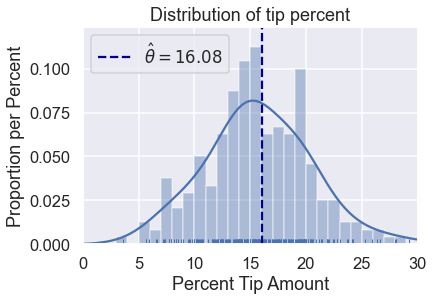 Distribution of tip percent
θ̂ = 16.08
Proportion per Percent
0.100
0.075
0.050
0.025
0.000
0 5 10 15 20 25 30
Percent Tip Amount